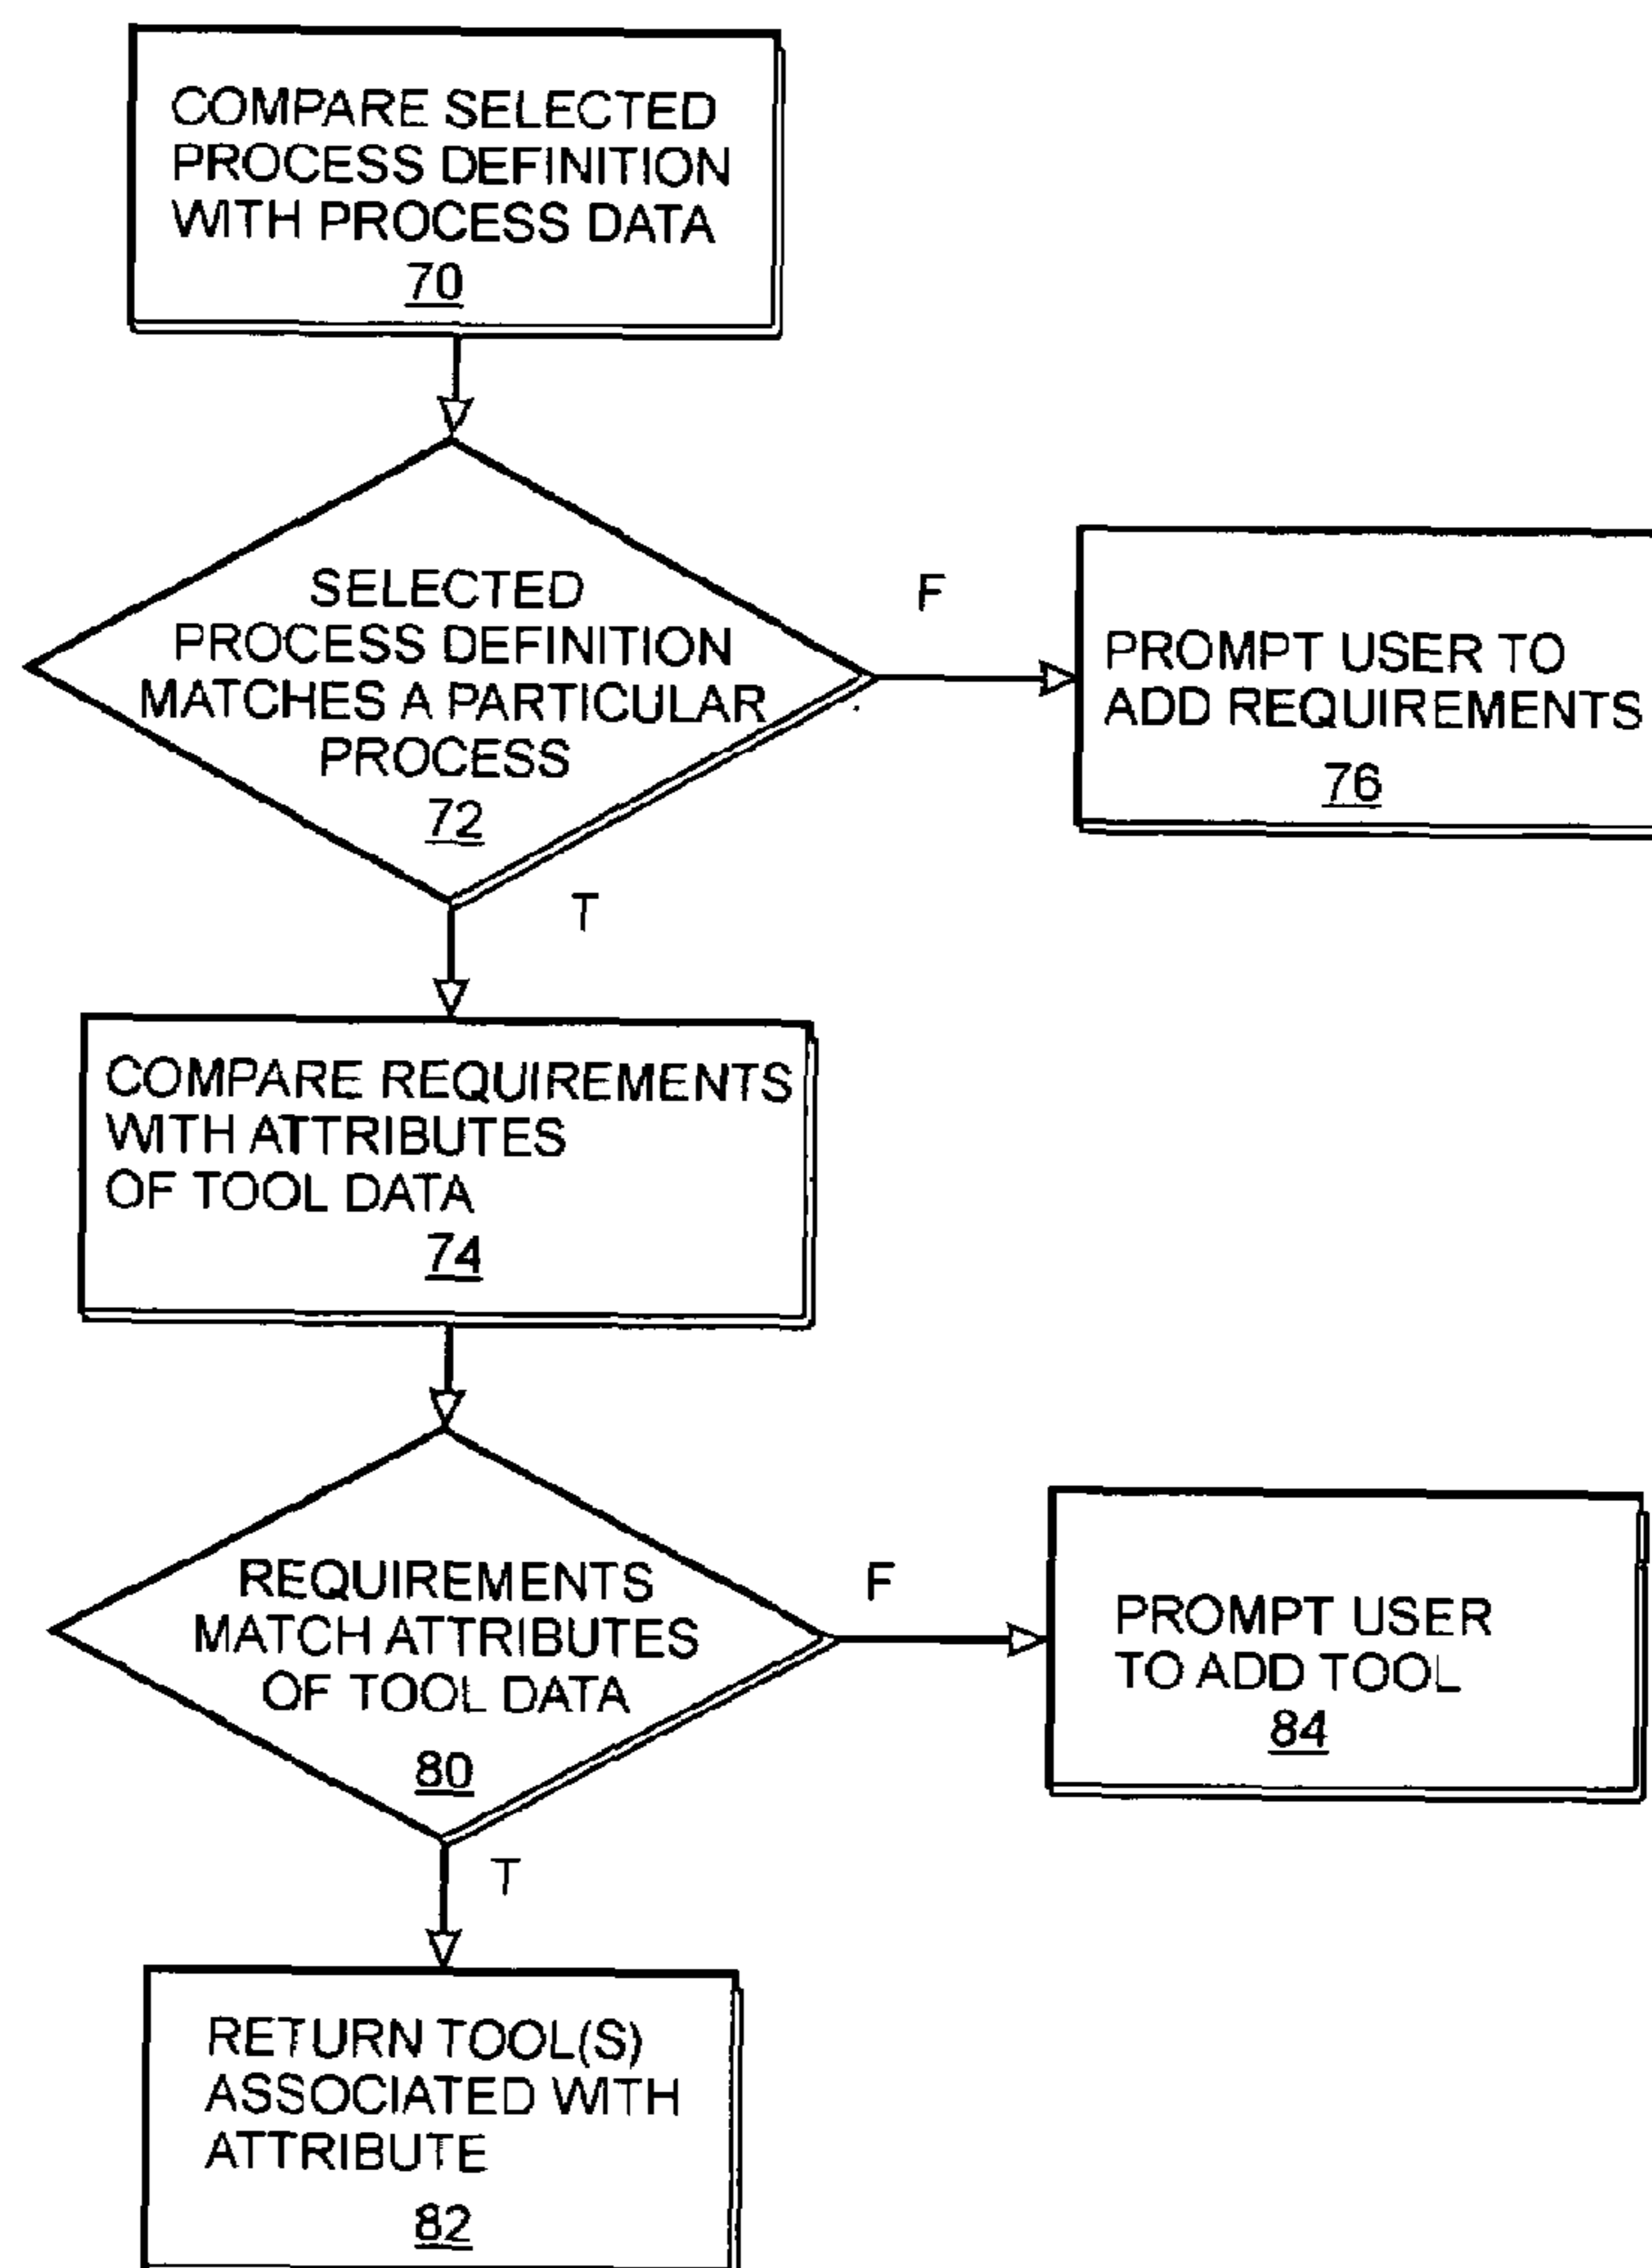 COMPARE SELECTED
PROCESS DEFINITION
WITH PROCESS DATA
70
SELECTED
PROCESS DEFINITION
MATCHES A PARTICULAR
PROCESS
72
F
PROMPT USER TO
ADD REQUIREMENTS
76
T
COMPARE REQUIREMENTS
WITH ATTRIBUTES
OF TOOL DATA
74
REQUIREMENTS
MATCH ATTRIBUTES
OF TOOL DATA
80
F
PROMPT USER
TO ADD TOOL
84
T
RETURN TOOL(S)
ASSOCIATED WITH
ATTRIBUTE
82